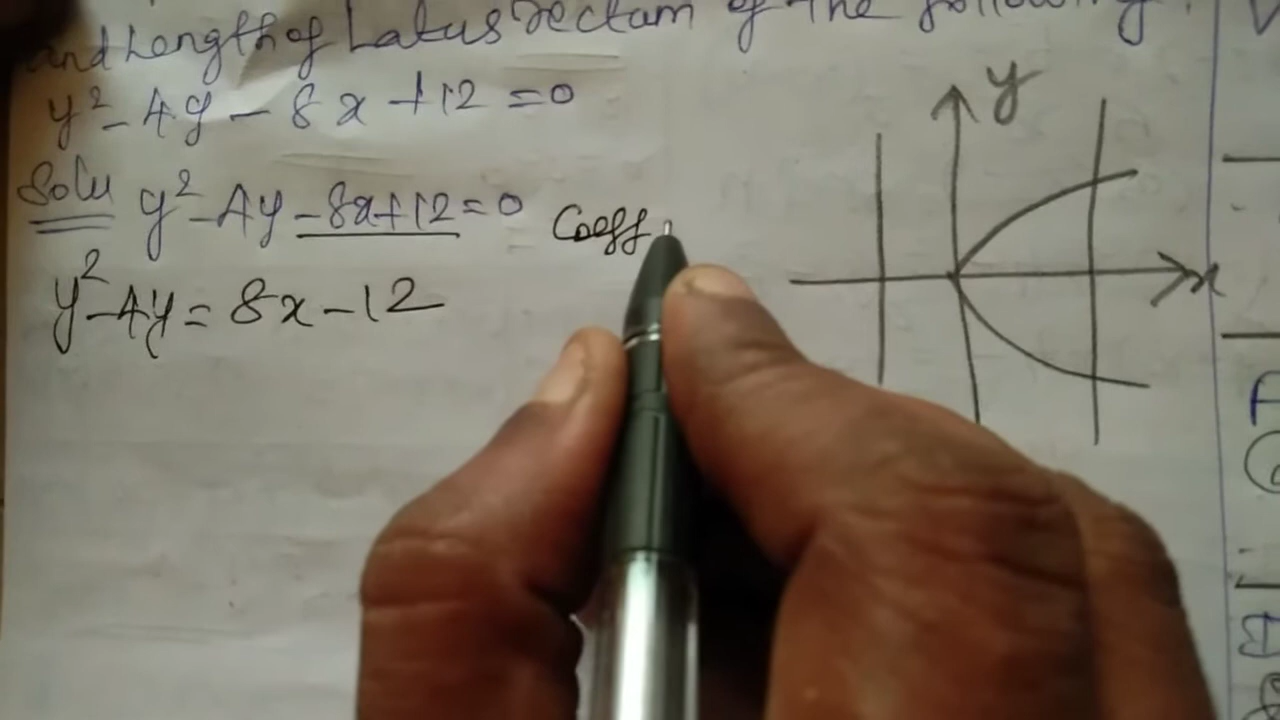 and Length of Latus rectam of the following.
y² - 4y - 8x + 12 = 0
Solu y² - 4y - 8x + 12 = 0
Coeff
y² - 4y = 8x - 12
y
x